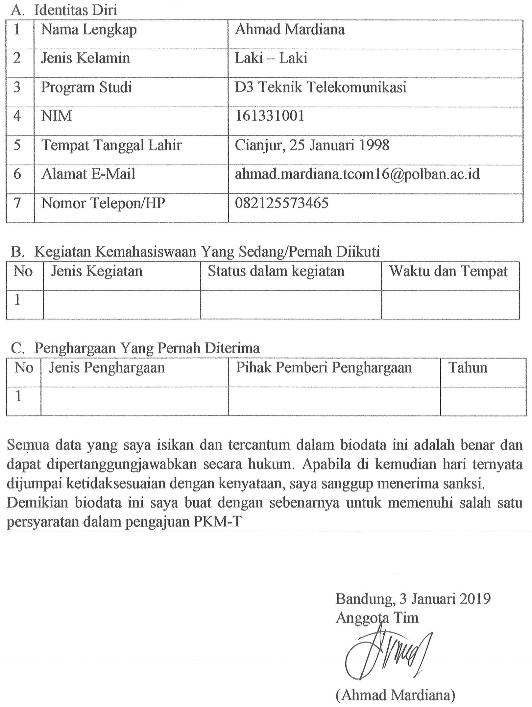 A. Identitas Diri
1 Nama Lengkap Ahmad Mardiana
2 Jenis Kelamin Laki – Laki
3 Program Studi D3 Teknik Telekomunikasi
4 NIM 161331001
5 Tempat Tanggal Lahir Cianjur, 25 Januari 1998
6 Alamat E-Mail ahmad.mardiana.tcom16@polban.ac.id
7 Nomor Telepon/HP 082125573465
B. Kegiatan Kemahasiswaan Yang Sedang/Pernah Diikuti
No Jenis Kegiatan Status dalam kegiatan Waktu dan Tempat
1
C. Penghargaan Yang Pernah Diterima
No Jenis Penghargaan Pihak Pemberi Penghargaan Tahun
1
Semua data yang saya isikan dan tercantum dalam biodata ini adalah benar dan
dapat dipertanggungjawabkan secara hukum. Apabila di kemudian hari ternyata
dijumpai ketidaksesuaian dengan kenyataan, saya sanggup menerima sanksi.
Demikian biodata ini saya buat dengan sebenarnya untuk memenuhi salah satu
persyaratan dalam pengajuan PKM-T
Bandung, 3 Januari 2019
Anggota Tim
(Ahmad Mardiana)